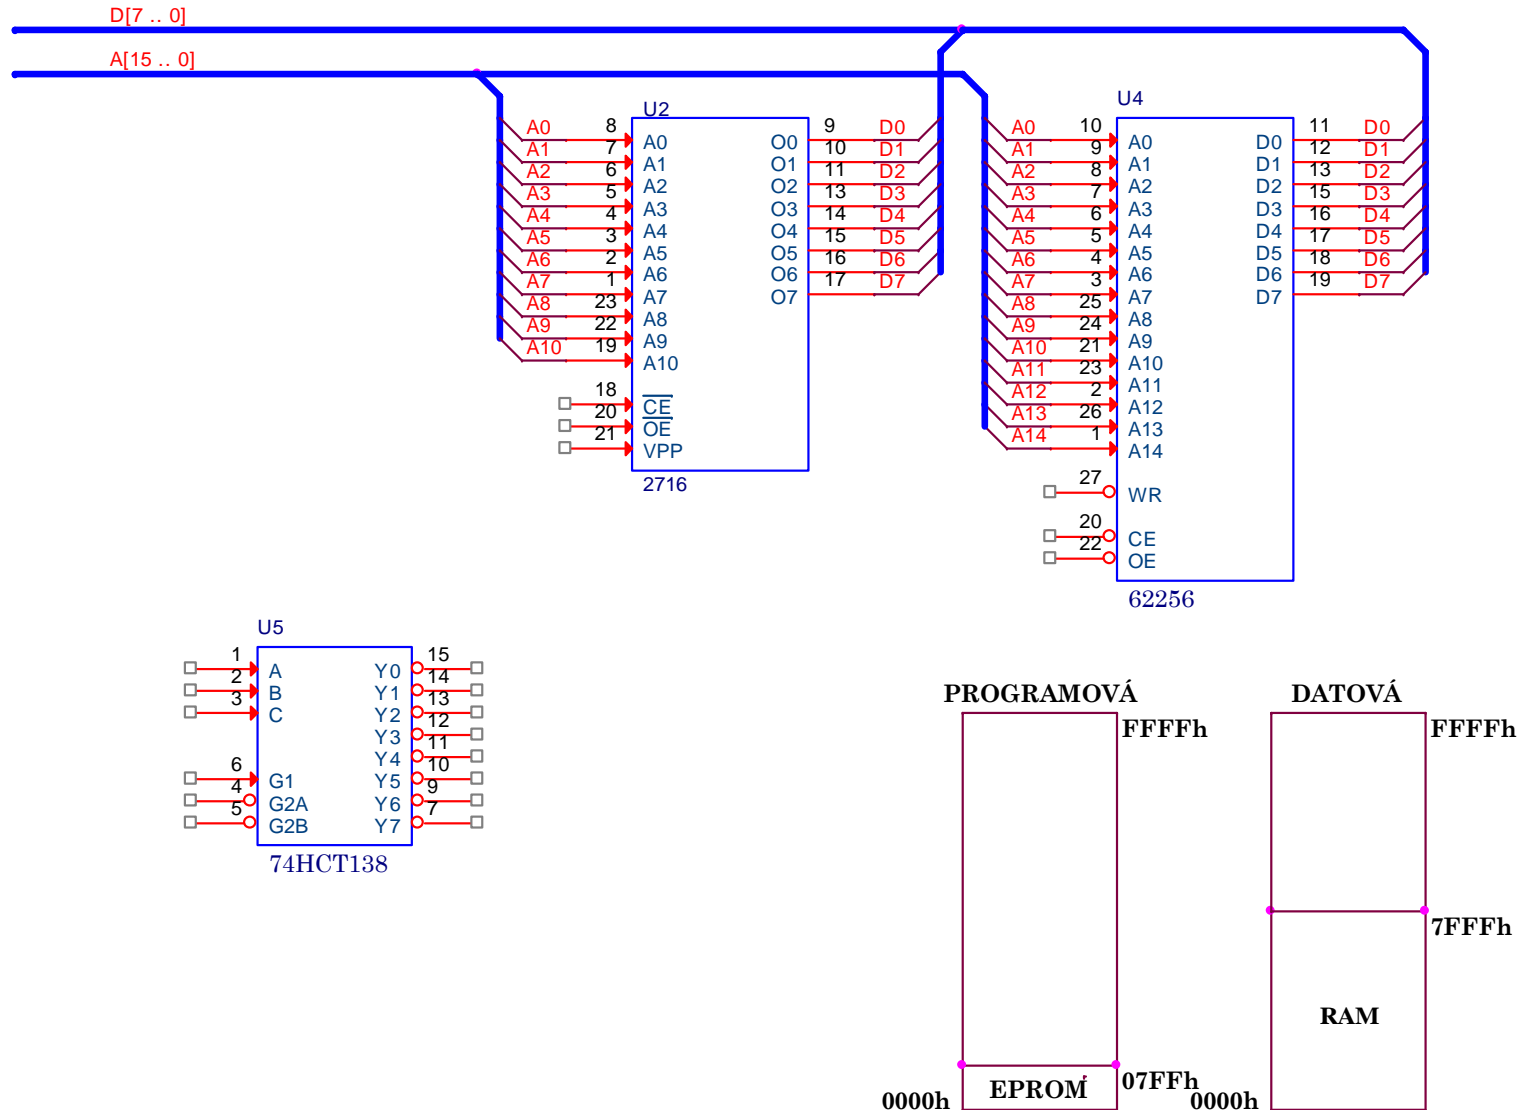 D[7 .. 0]
A[15 .. 0]
U2
A0 8 A0 O0 9 D0
A1 7 A1 O1 10 D1
A2 6 A2 O2 11 D2
A3 5 A3 O3 13 D3
A4 4 A4 O4 14 D4
A5 3 A5 O5 15 D5
A6 2 A6 O6 16 D6
A7 1 A7 O7 17 D7
A8 23 A8
A9 22 A9
A10 19 A10
18 CE
20 OE
21 VPP
2716
U4
A0 10 A0 D0 11 D0
A1 9 A1 D1 12 D1
A2 8 A2 D2 13 D2
A3 7 A3 D3 15 D3
A4 6 A4 D4 16 D4
A5 5 A5 D5 17 D5
A6 4 A6 D6 18 D6
A7 3 A7 D7 19 D7
A8 25 A8
A9 24 A9
A10 21 A10
A11 23 A11
A12 2 A12
A13 26 A13
A14 1 A14
27 WR
20 CE
22 OE
62256
U5
1 A Y0 15
2 B Y1 14
3 C Y2 13
Y3 12
Y4 11
6 G1 Y5 10
4 G2A Y6 9
5 G2B Y7 7
74HCT138
PROGRAMOVÁ
FFFFh
EPROM
07FFh
0000h
DATOVÁ
FFFFh
7FFFh
RAM
0000h